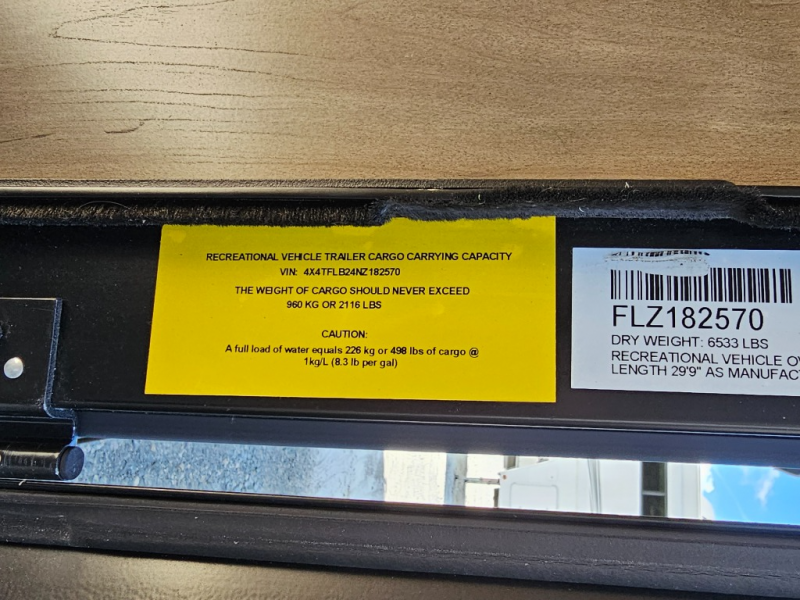 RECREATIONAL VEHICLE TRAILER CARGO CARRYING CAPACITY
VIN: 4X4TFLB24NZ182570
THE WEIGHT OF CARGO SHOULD NEVER EXCEED
960 KG OR 2116 LBS
CAUTION:
A full load of water equals 226 kg or 498 lbs of cargo @
1kg/L (8.3 lb per gal)
FLZ182570
DRY WEIGHT: 6533 LBS
RECREATIONAL VEHICLE OV
LENGTH 29'9" AS MANUFAC